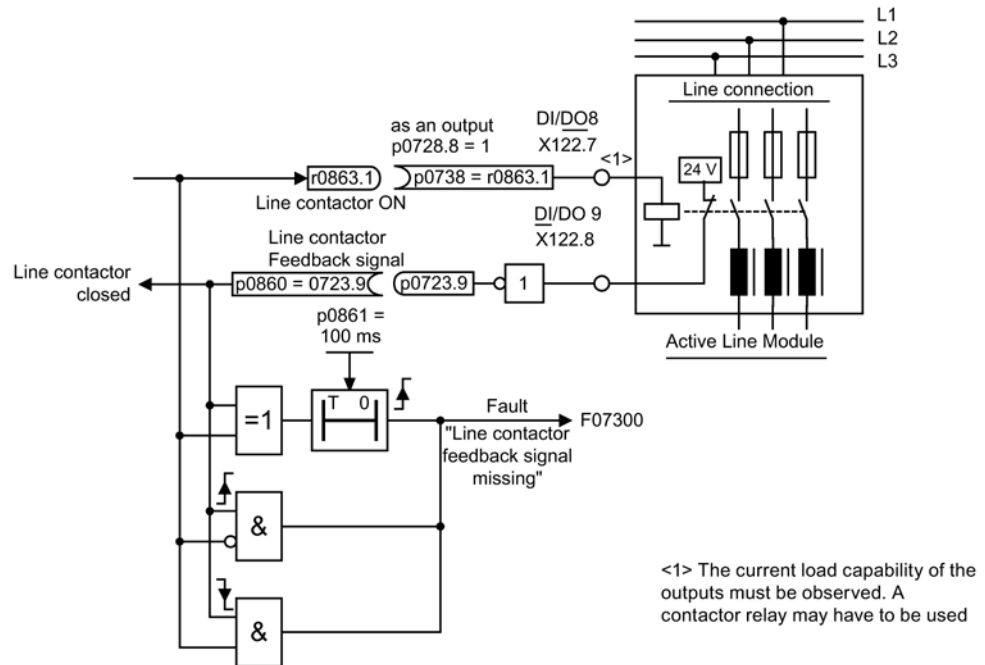 L1
L2
L3
Line connection
as an output
p0728.8 = 1
DI/DO8
X122.7
<1>
24 V
r0863.1
p0738 = r0863.1
Line contactor ON
DI/DO 9
X122.8
Line contactor
Feedback signal
Line contactor
closed
p0860 = 0723.9
p0723.9
1
p0861 =
100 ms
Active Line Module
T 0
=1
Fault
F07300
"Line contactor
feedback signal
missing"
&
&
<1> The current load capability of the
outputs must be observed. A
contactor relay may have to be used